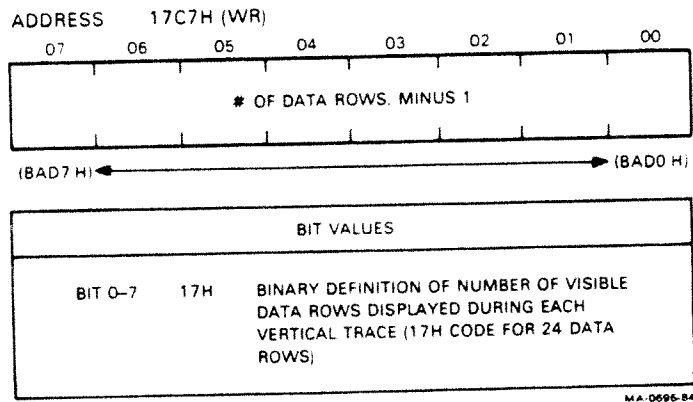 ADDRESS 17C7H (WR)
07 06 05 04 03 02 01 00
# OF DATA ROWS, MINUS 1
(BAD7 H) (BAD0 H)
BIT VALUES
BIT 0–7 17H BINARY DEFINITION OF NUMBER OF VISIBLE
DATA ROWS DISPLAYED DURING EACH
VERTICAL TRACE (17H CODE FOR 24 DATA
ROWS)
MA-0696-84